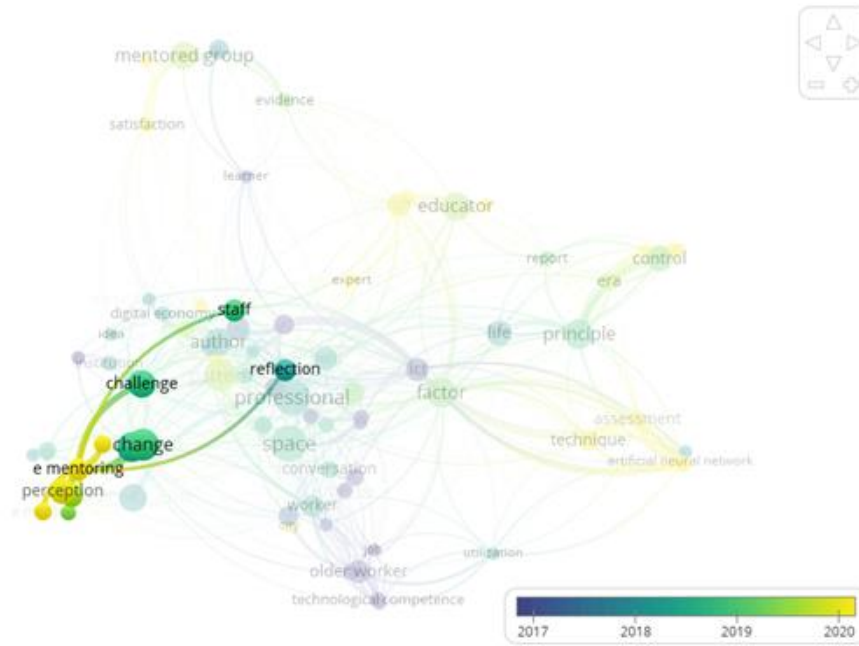 mentored group
evidence
satisfaction
learner
educator
report
control
expert
era
digital economy
staff
idea
author
life
principle
institution
reflection
ict
challenge
professional
factor
assessment
change
space
technique
e mentoring
conversation
artificial neural network
perception
worker
job
utilization
older worker
technological competence
2017
2018
2019
2020